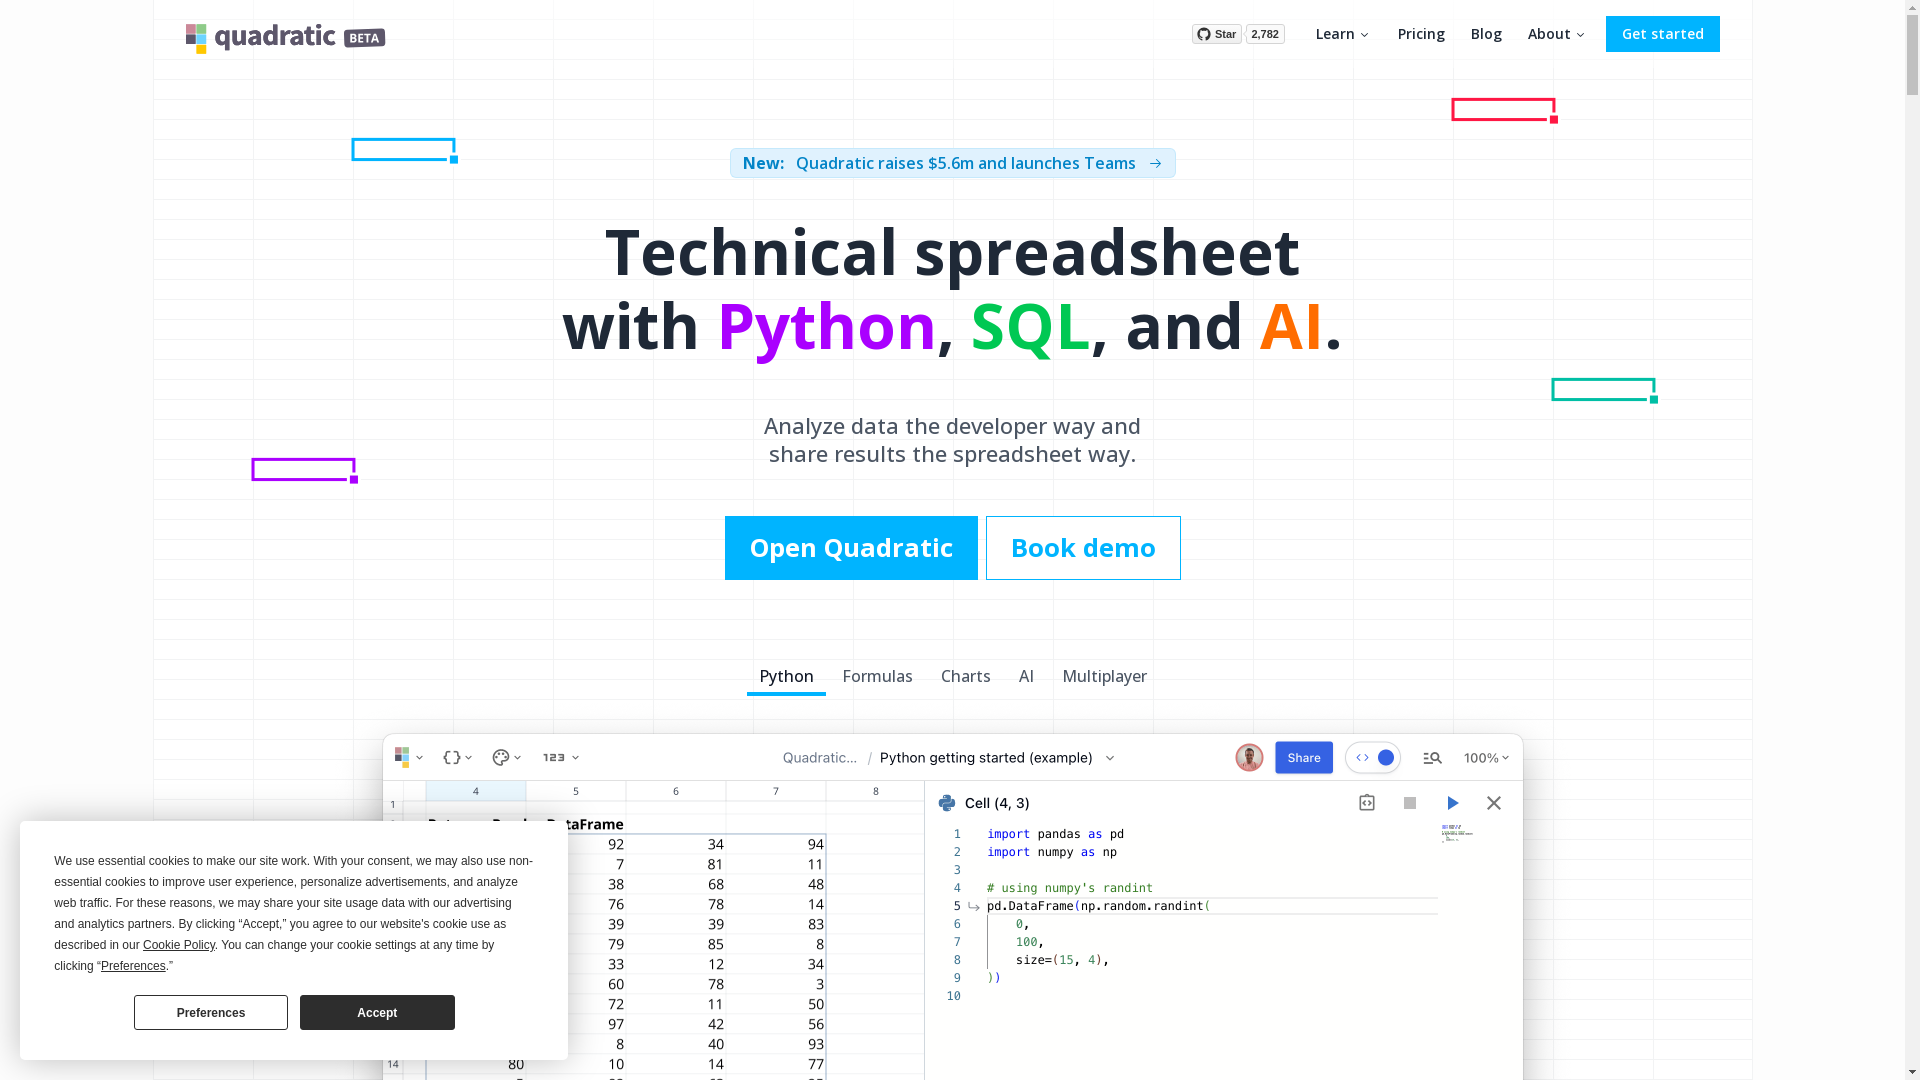 quadratic BETA
Star 2,782 Learn Pricing Blog About Get started
New: Quadratic raises $5.6m and launches Teams →
Technical spreadsheet
with Python, SQL, and AI.
Analyze data the developer way and
share results the spreadsheet way.
Open Quadratic Book demo
Python Formulas Charts AI Multiplayer
123 Quadratic... / Python getting started (example) Share 100%
4 5 6 7 8
1
DataFrame
92 34 94
7 81 11
38 68 48
76 78 14
39 39 83
79 85 8
33 12 34
60 78 3
72 11 50
97 42 56
8 40 93
14 80 10 14 77
Cell (4, 3)
1 import pandas as pd
2 import numpy as np
3
4 # using numpy's randint
5 pd.DataFrame(np.random.randint(
6 0,
7 100,
8 size=(15, 4),
9 ))
10
We use essential cookies to make our site work. With your consent, we may also use non-
essential cookies to improve user experience, personalize advertisements, and analyze
web traffic. For these reasons, we may share your site usage data with our advertising
and analytics partners. By clicking “Accept,” you agree to our website's cookie use as
described in our Cookie Policy. You can change your cookie settings at any time by
clicking “Preferences.”
Preferences Accept